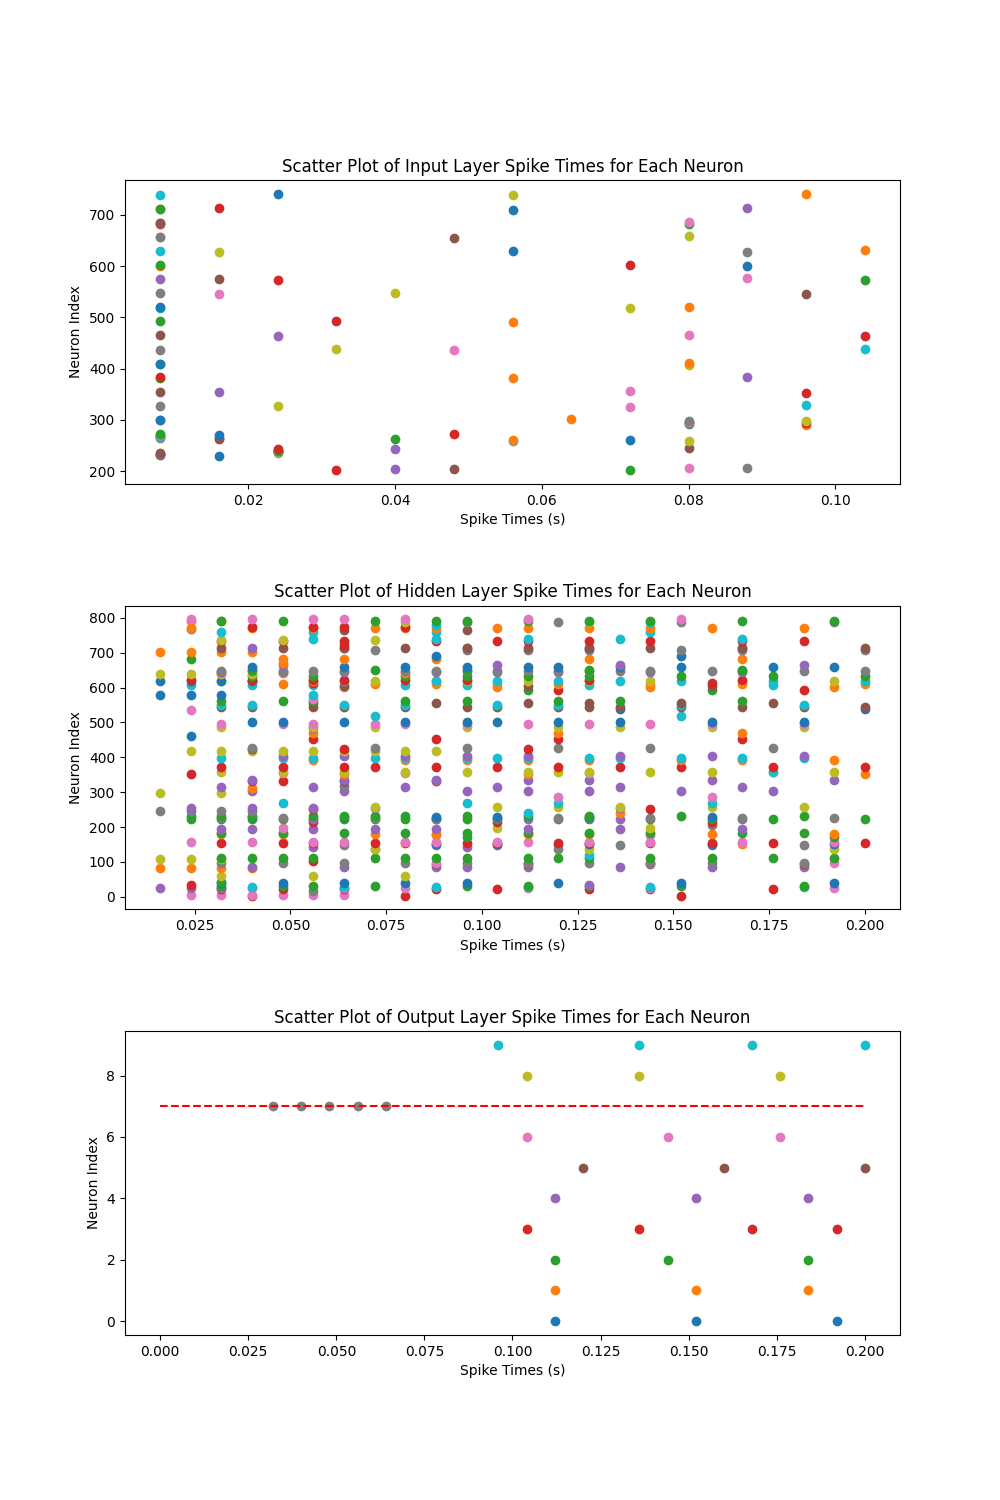 Scatter Plot of Input Layer Spike Times for Each Neuron
700
600
500
400
300
200
Neuron Index
0.02 0.04 0.06 0.08 0.10
Spike Times (s)
Scatter Plot of Hidden Layer Spike Times for Each Neuron
800
700
600
500
400
300
200
100
0
Neuron Index
0.025 0.050 0.075 0.100 0.125 0.150 0.175 0.200
Spike Times (s)
Scatter Plot of Output Layer Spike Times for Each Neuron
8
6
4
2
0
Neuron Index
0.000 0.025 0.050 0.075 0.100 0.125 0.150 0.175 0.200
Spike Times (s)